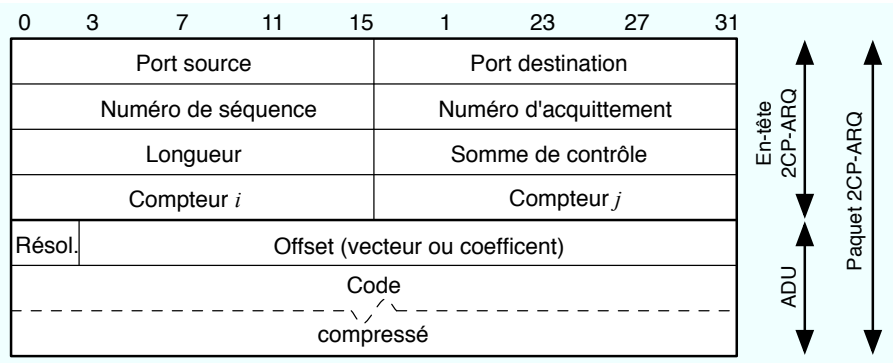 0 3 7 11 15 1 23 27 31
Port source Port destination
Numéro de séquence Numéro d'acquittement
Longueur Somme de contrôle
Compteur i Compteur j
Résol. Offset (vecteur ou coefficent)
Code
compressé
En-tête
2CP-ARQ
ADU
Paquet 2CP-ARQ